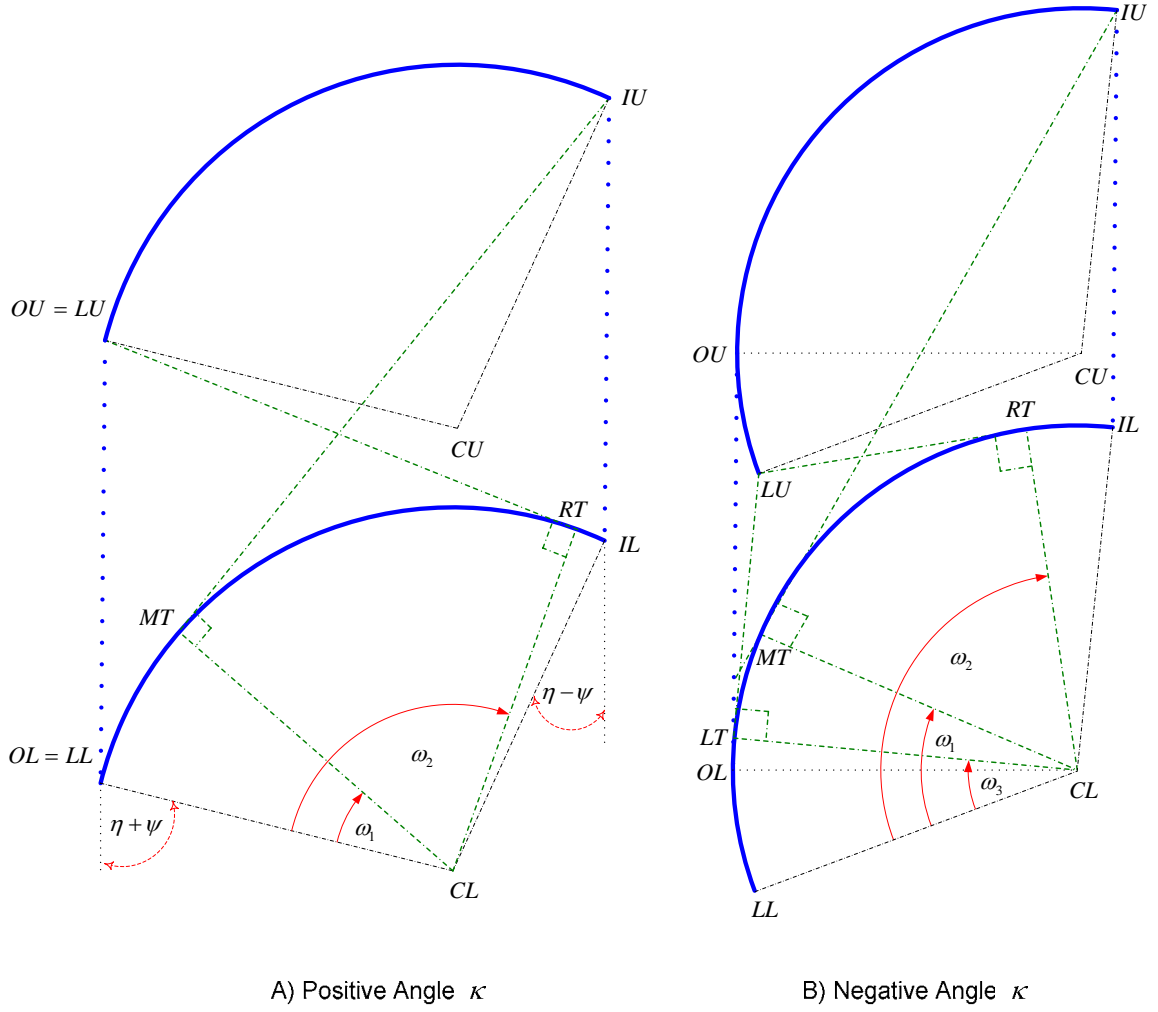 IU
OU = LU
CU
RT
IL
MT
η − ψ
OL = LL
ω₂
η + ψ
ω₁
CL
A) Positive Angle κ
IU
OU
CU
RT
IL
LU
MT
ω₂
LT
ω₁
OL
ω₃
CL
LL
B) Negative Angle κ